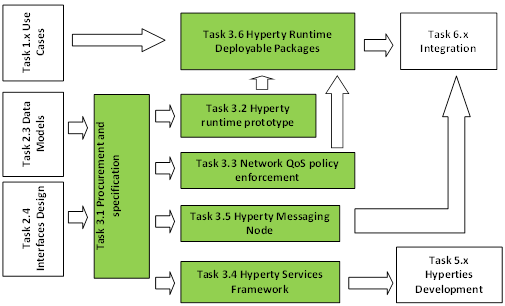 Task 1.x Use
Cases
Task 3.6 Hyperty Runtime
Deployable Packages
Task 6.x
Integration
Task 2.3 Data
Models
Task 3.1 Procurement and
specification
Task 3.2 Hyperty
runtime prototype
Task 3.3 Network QoS policy
enforcement
Task 2.4
Interfaces Design
Task 3.5 Hyperty Messaging
Node
Task 3.4 Hyperty Services
Framework
Task 5.x
Hyperties
Development